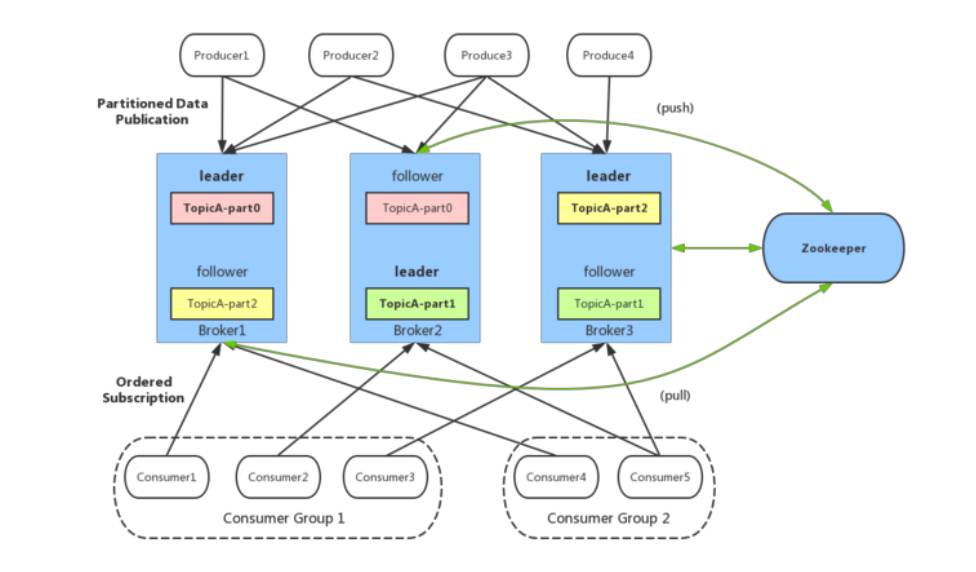 Producer1
Producer2
Produce3
Produce4
Partitioned Data
Publication
(push)
leader
TopicA-part0
follower
TopicA-part2
Broker1
follower
TopicA-part0
leader
TopicA-part1
Broker2
leader
TopicA-part2
follower
TopicA-part1
Broker3
Zookeeper
Ordered
Subscription
(pull)
Consumer1
Consumer2
Consumer3
Consumer Group 1
Consumer4
Consumer5
Consumer Group 2